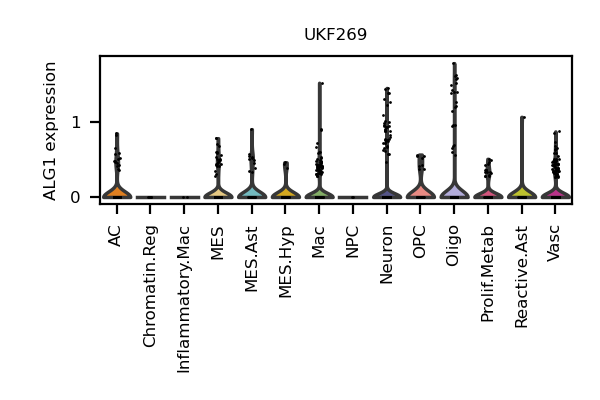 UKF269
ALG1 expression
1
0
AC
Chromatin.Reg
Inflammatory.Mac
MES
MES.Ast
MES.Hyp
Mac
NPC
Neuron
OPC
Oligo
Prolif.Metab
Reactive.Ast
Vasc